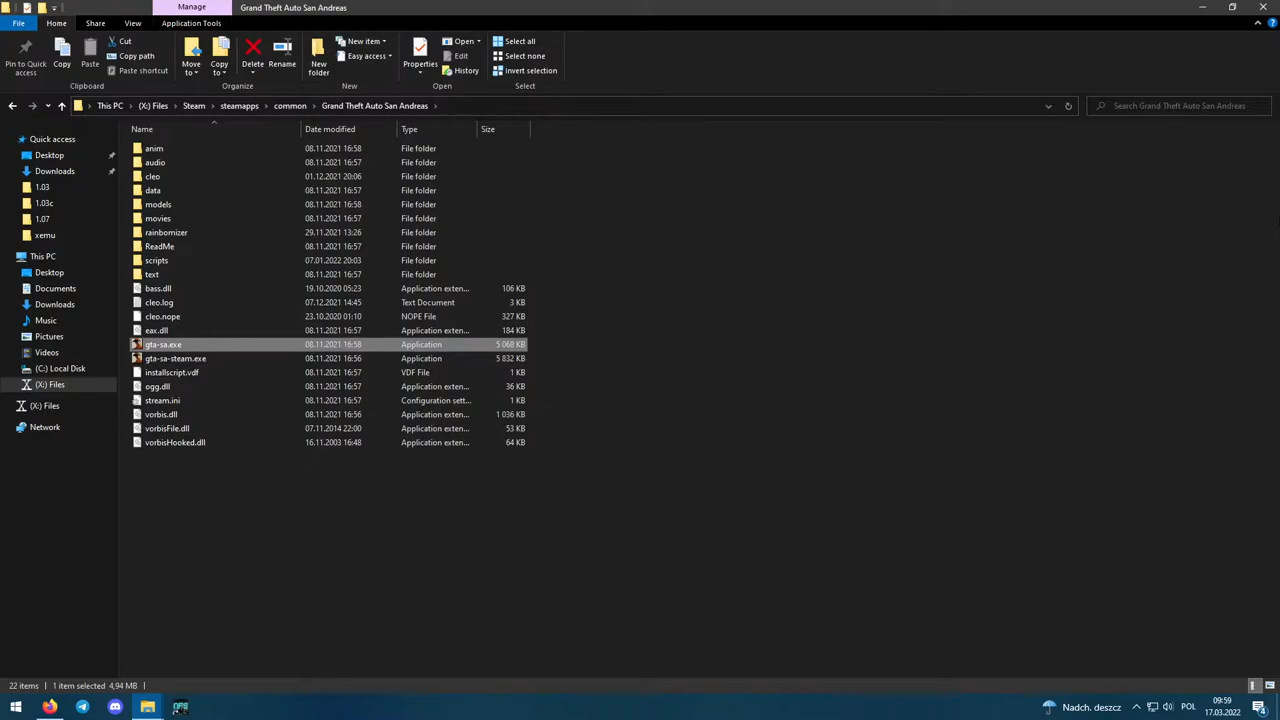 Manage
Grand Theft Auto San Andreas
File
Home
Share
View
Application Tools
Pin to Quick access
Copy
Paste
Cut
Copy path
Paste shortcut
Clipboard
Move to
Copy to
Delete
Rename
Organize
New folder
New item
Easy access
New
Properties
Open
Edit
History
Open
Select all
Select none
Invert selection
Select
This PC
(X:) Files
Steam
steamapps
common
Grand Theft Auto San Andreas
Search Grand Theft Auto San Andreas
Quick access
Desktop
Downloads
1.03
1.03c
1.07
xemu
This PC
Desktop
Documents
Downloads
Music
Pictures
Videos
(C:) Local Disk
(X:) Files
(X:) Files
Network
Name Date modified Type Size
anim 08.11.2021 16:58 File folder
audio 08.11.2021 16:57 File folder
cleo 01.12.2021 20:06 File folder
data 08.11.2021 16:57 File folder
models 08.11.2021 16:58 File folder
movies 08.11.2021 16:57 File folder
rainbomizer 29.11.2021 13:26 File folder
ReadMe 08.11.2021 16:57 File folder
scripts 07.01.2022 20:03 File folder
text 08.11.2021 16:57 File folder
bass.dll 19.10.2020 05:23 Application exten... 106 KB
cleo.log 07.12.2021 14:45 Text Document 3 KB
cleo.nope 23.10.2020 01:10 NOPE File 327 KB
eax.dll 08.11.2021 16:57 Application exten... 184 KB
gta-sa.exe 08.11.2021 16:58 Application 5 068 KB
gta-sa-steam.exe 08.11.2021 16:56 Application 5 832 KB
installscript.vdf 08.11.2021 16:57 VDF File 1 KB
ogg.dll 08.11.2021 16:57 Application exten... 36 KB
stream.ini 08.11.2021 16:57 Configuration sett... 1 KB
vorbis.dll 08.11.2021 16:56 Application exten... 1 036 KB
vorbisFile.dll 07.11.2014 22:00 Application exten... 53 KB
vorbisHooked.dll 16.11.2003 16:48 Application exten... 64 KB
22 items 1 item selected 4,94 MB
Nadch. deszcz
POL
09:59
17.03.2022
4